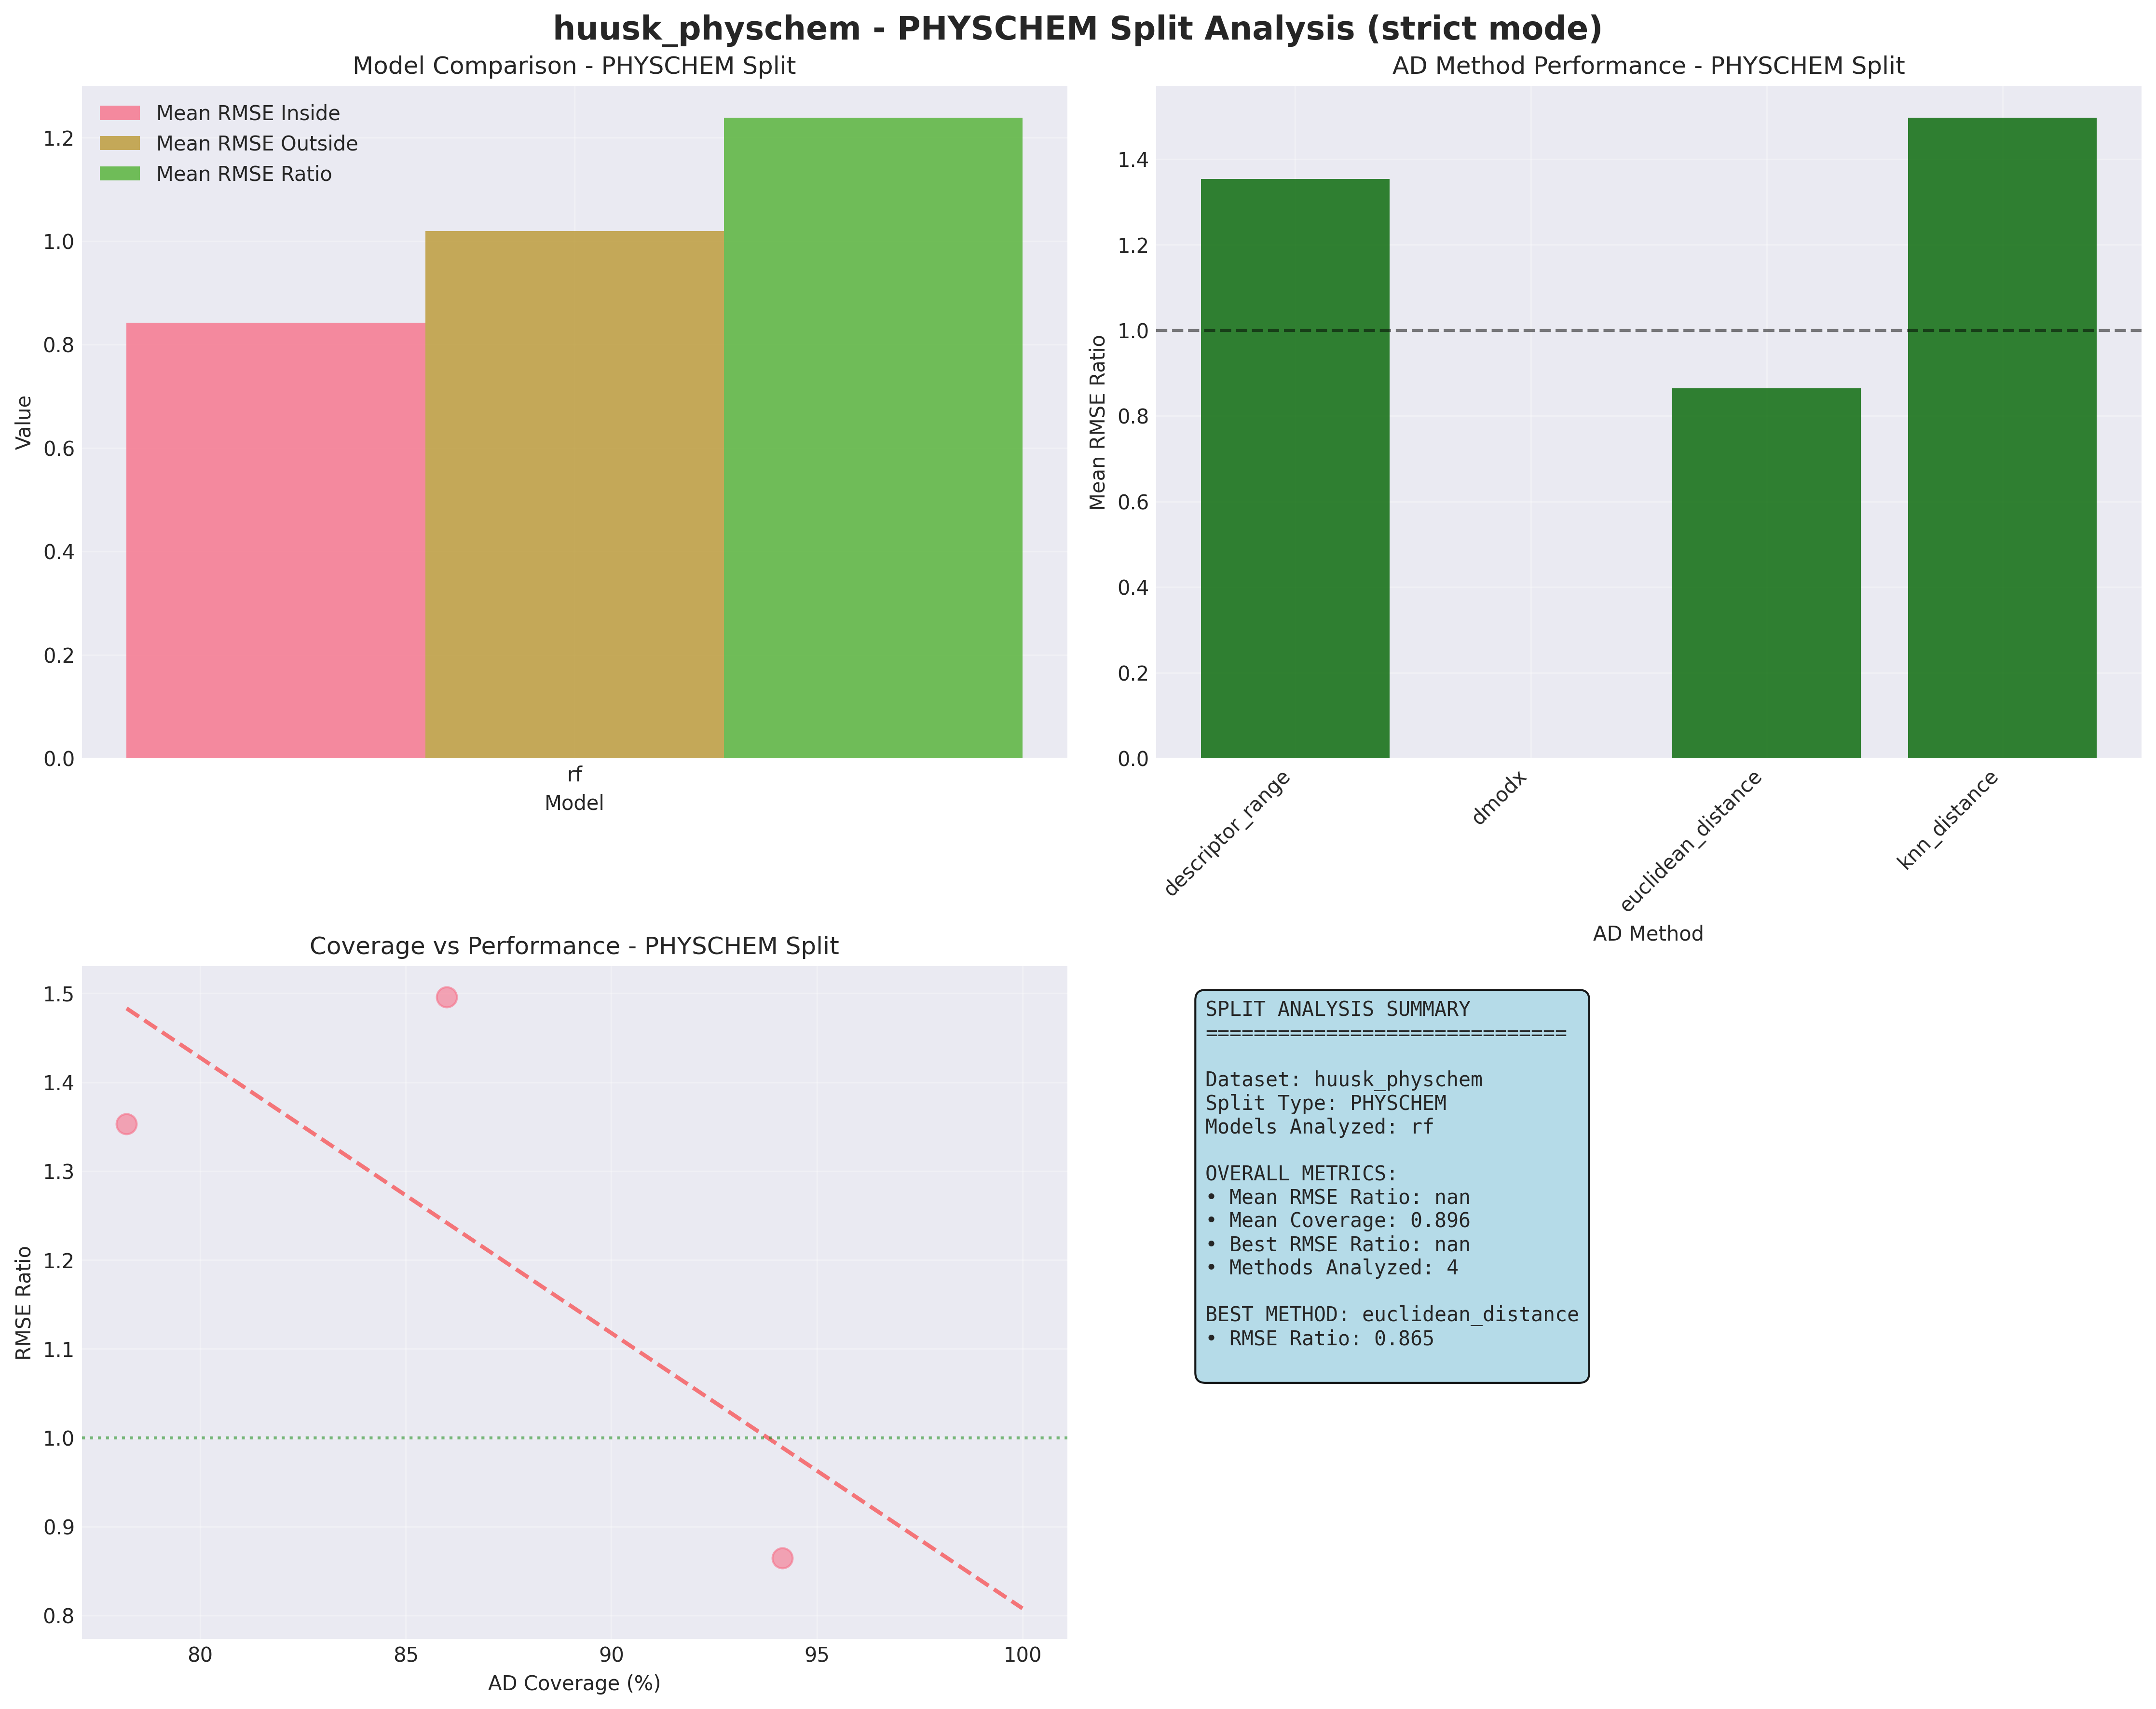 huusk_physchem - PHYSCHEM Split Analysis (strict mode)
Model Comparison - PHYSCHEM Split
Mean RMSE Inside
Mean RMSE Outside
Mean RMSE Ratio
1.2
1.0
0.8
0.6
0.4
0.2
0.0
Value
rf
Model
AD Method Performance - PHYSCHEM Split
1.4
1.2
1.0
0.8
0.6
0.4
0.2
0.0
Mean RMSE Ratio
descriptor_range
dmodx
euclidean_distance
knn_distance
AD Method
Coverage vs Performance - PHYSCHEM Split
1.5
1.4
1.3
1.2
1.1
1.0
0.9
0.8
RMSE Ratio
80
85
90
95
100
AD Coverage (%)
SPLIT ANALYSIS SUMMARY
==============================
Dataset: huusk_physchem
Split Type: PHYSCHEM
Models Analyzed: rf
OVERALL METRICS:
• Mean RMSE Ratio: nan
• Mean Coverage: 0.896
• Best RMSE Ratio: nan
• Methods Analyzed: 4
BEST METHOD: euclidean_distance
• RMSE Ratio: 0.865